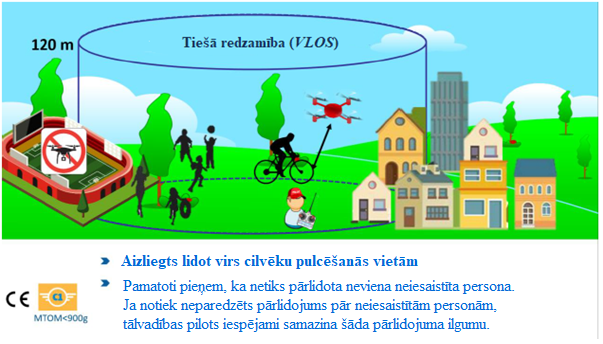 120 m
Tiešā redzamība (VLOS)
Aizliegts lidot virs cilvēku pulcēšanās vietām
Pamatoti pieņem, ka netiks pārlidota neviena neiesaistīta persona.
Ja notiek neparedzēts pārlidojums pār neiesaistītām personām,
tālvadības pilots iespējami samazina šāda pārlidojuma ilgumu.
CE
C1
MTOM<900g